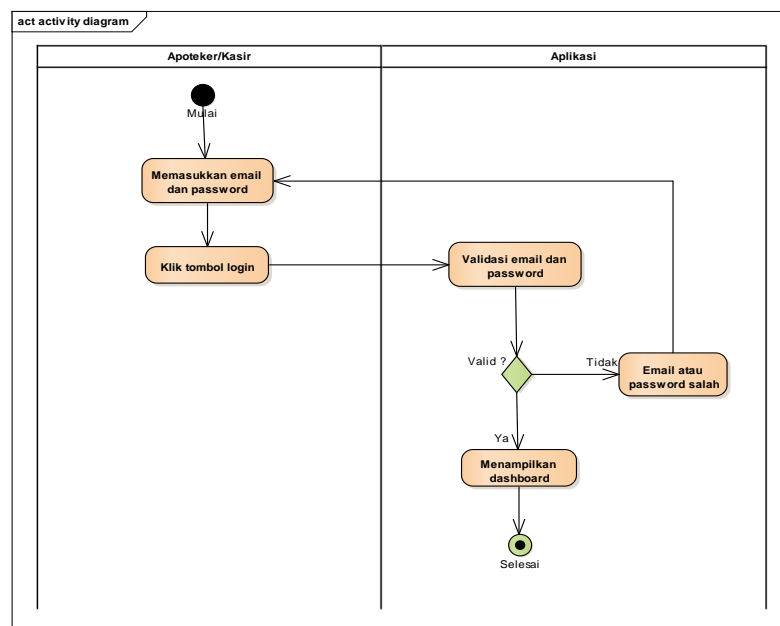 act activity diagram
Apoteker/Kasir
Aplikasi
Mulai
Memasukkan email
dan password
Klik tombol login
Validasi email dan
password
Valid ?
Tidak
Email atau
password salah
Ya
Menampilkan
dashboard
Selesai